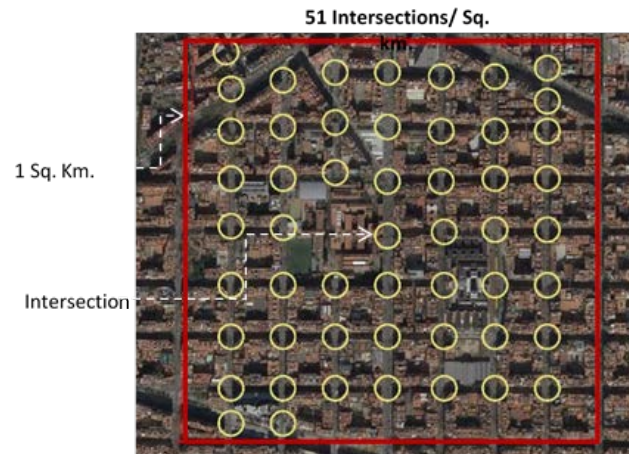 51 Intersections/ Sq.
km.
1 Sq. Km.
Intersection